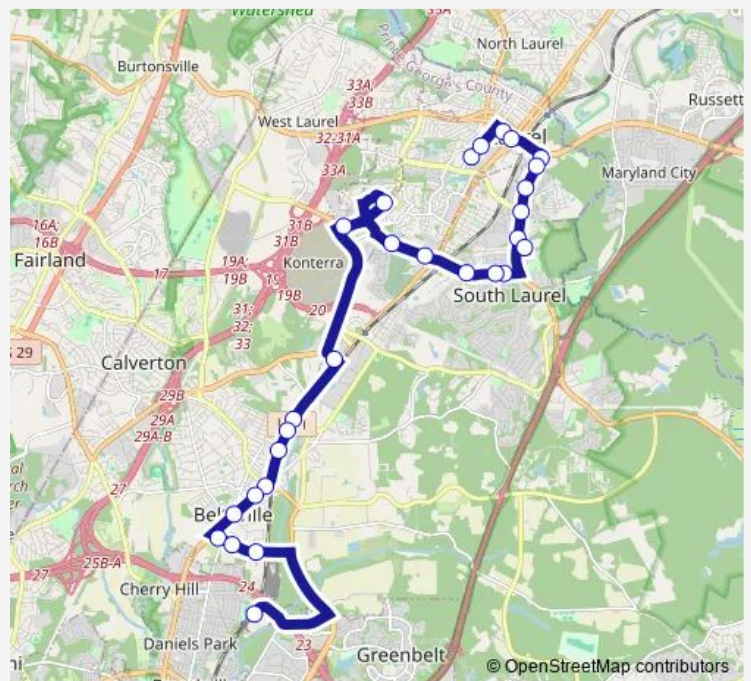 Watershed
33A
North Laurel
Prince George's County
Burtonsville
33A;
33B
Russett
West Laurel
32-31A
33A
Maryland City
16A;
16B
31B
31B
Fairland
17
19A;
19B
Konterra
19
19B
South Laurel
20
31;
32;
33
S 29
Calverton
29B
29A
29A-B
27
25B-A
27
24
Cherry Hill
Daniels Park
23
Greenbelt
© OpenStreetMap contributors